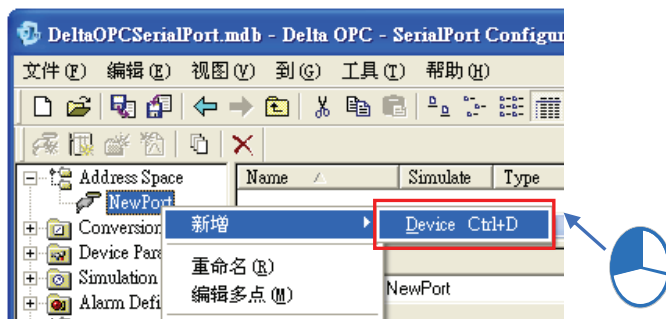 DeltaOPCSerialPort.mdb - Delta OPC - SerialPort Configur
文件(F) 编辑(E) 视图(V) 到(G) 工具(T) 帮助(H)
Address Space
NewPort
Conversion
Device Para
Simulation
Alarm Defi
Name Simulate Type
新增
重命名(R)
编辑多点(M)
Device Ctrl+D
NewPort